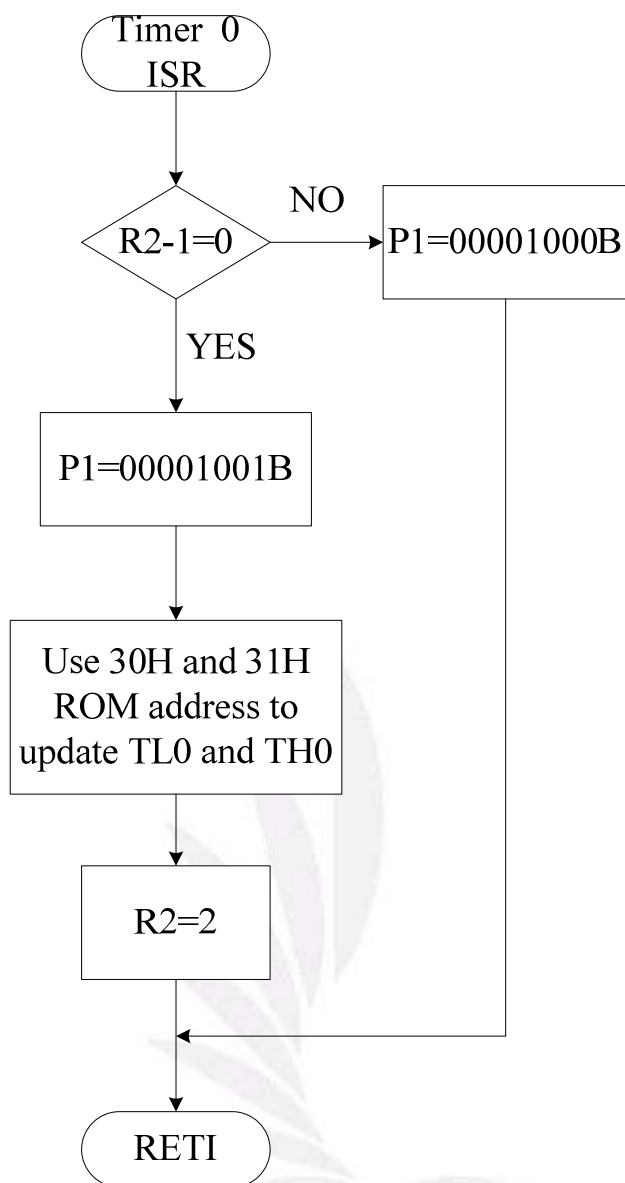 Timer 0
ISR
R2-1=0
NO
P1=00001000B
YES
P1=00001001B
Use 30H and 31H
ROM address to
update TL0 and TH0
R2=2
RETI